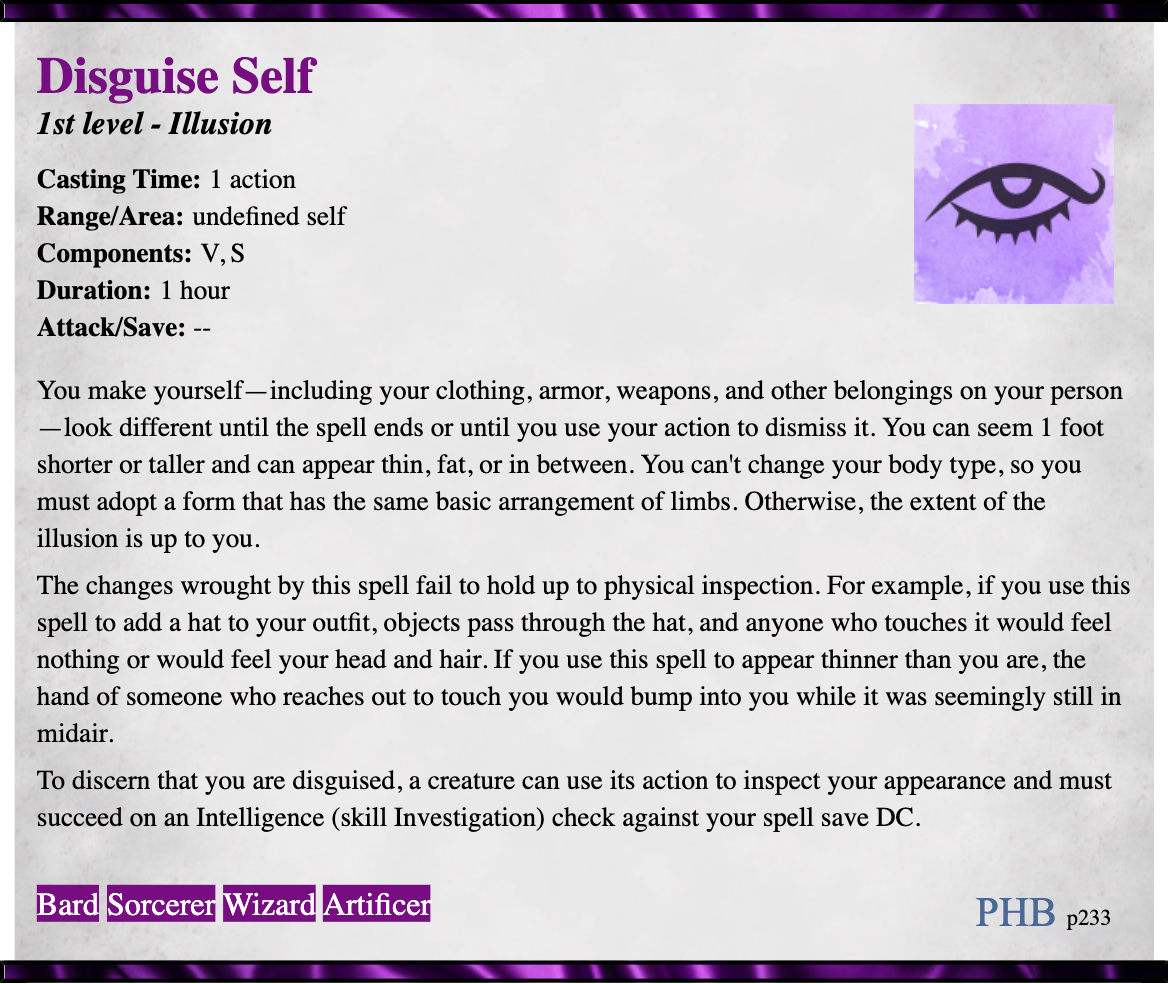 Disguise Self
1st level - Illusion
Casting Time: 1 action
Range/Area: undefined self
Components: V, S
Duration: 1 hour
Attack/Save: --
You make yourself—including your clothing, armor, weapons, and other belongings on your person
—look different until the spell ends or until you use your action to dismiss it. You can seem 1 foot
shorter or taller and can appear thin, fat, or in between. You can't change your body type, so you
must adopt a form that has the same basic arrangement of limbs. Otherwise, the extent of the
illusion is up to you.
The changes wrought by this spell fail to hold up to physical inspection. For example, if you use this
spell to add a hat to your outfit, objects pass through the hat, and anyone who touches it would feel
nothing or would feel your head and hair. If you use this spell to appear thinner than you are, the
hand of someone who reaches out to touch you would bump into you while it was seemingly still in
midair.
To discern that you are disguised, a creature can use its action to inspect your appearance and must
succeed on an Intelligence (skill Investigation) check against your spell save DC.
Bard Sorcerer Wizard Artificer
PHB p233